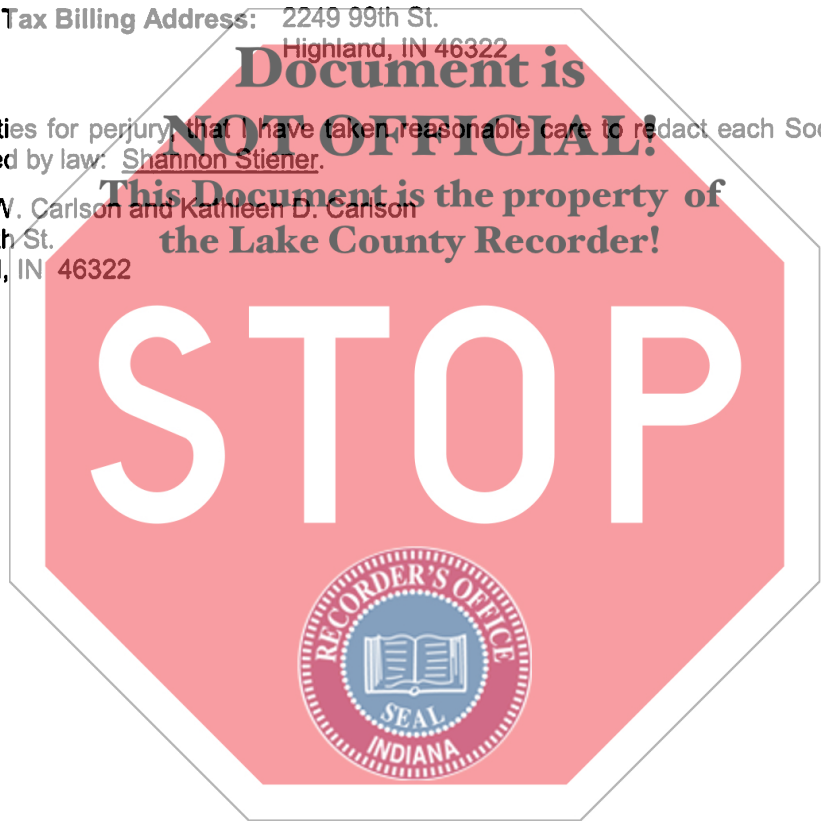 Tax Billing Address: 2249 99th St.
Highland, IN 46322
Document is
NOT OFFICIAL!
ties for perjury, that I have taken reasonable care to redact each Soc
ed by law: Shannon Stiener.
This Document is the property of
W. Carlson and Kathleen D. Carlson
the Lake County Recorder!
h St.
, IN 46322
STOP
RECORDER'S OFFICE
SEAL
INDIANA